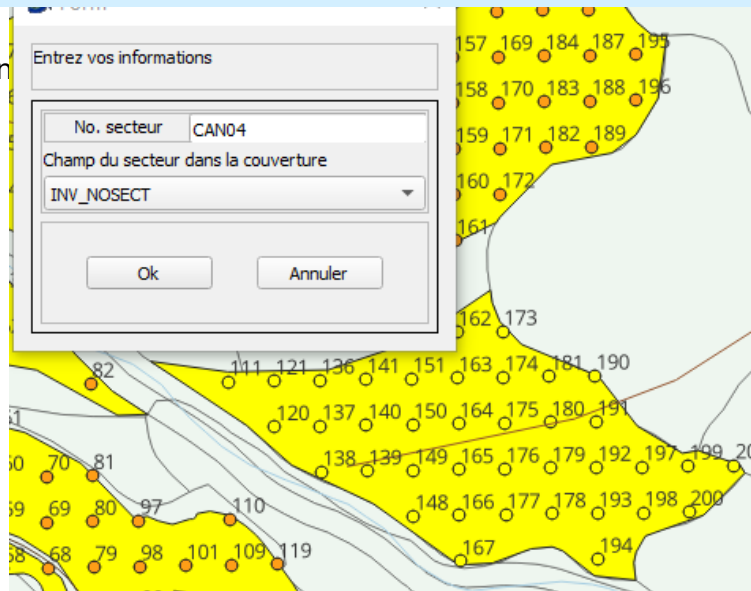 Entrez vos informations
No. secteur CAN04
Champ du secteur dans la couverture
INV_NOSECT
Ok Annuler
157 169 184 187 195
158 170 183 188 196
159 171 182 189
160 172
161
162 173
82 111 121 136 141 151 163 174 181 190
120 137 140 150 164 175 180 191
70 81 138 139 149 165 176 179 192 197 199
69 80 97 110 148 166 177 178 193 198 200
68 79 98 101 109 119 167 194